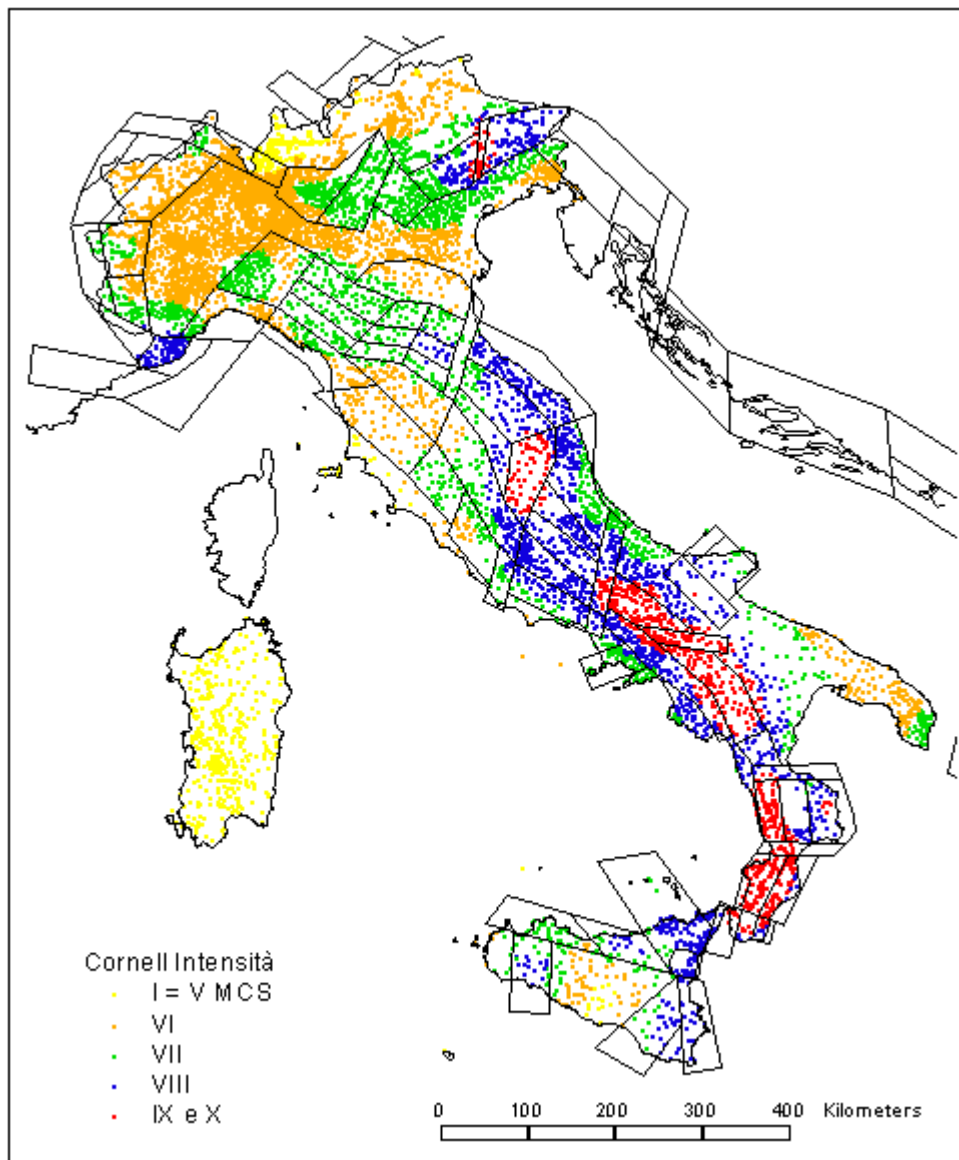 Cornell Intensità
I = V MCS
VI
VII
VIII
IX e X
0 100 200 300 400 Kilometers